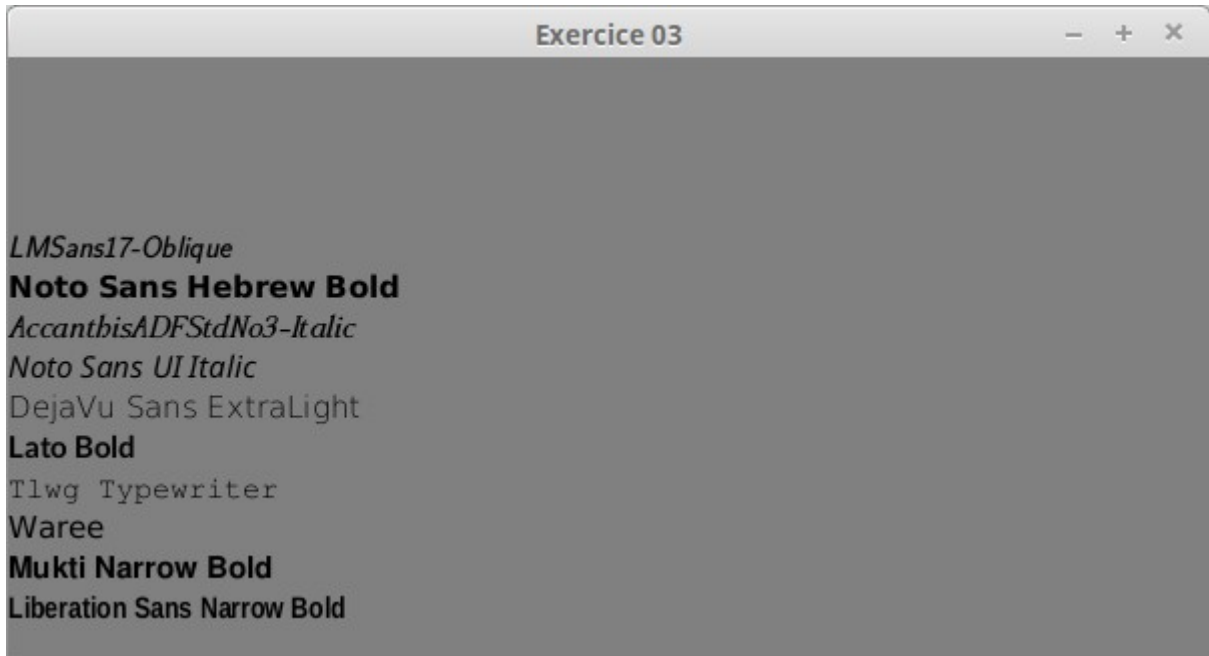 Exercice 03
LMSans17-Oblique
Noto Sans Hebrew Bold
AccanthisADFStdNo3-Italic
Noto Sans UI Italic
DejaVu Sans ExtraLight
Lato Bold
Tlwg Typewriter
Waree
Mukti Narrow Bold
Liberation Sans Narrow Bold